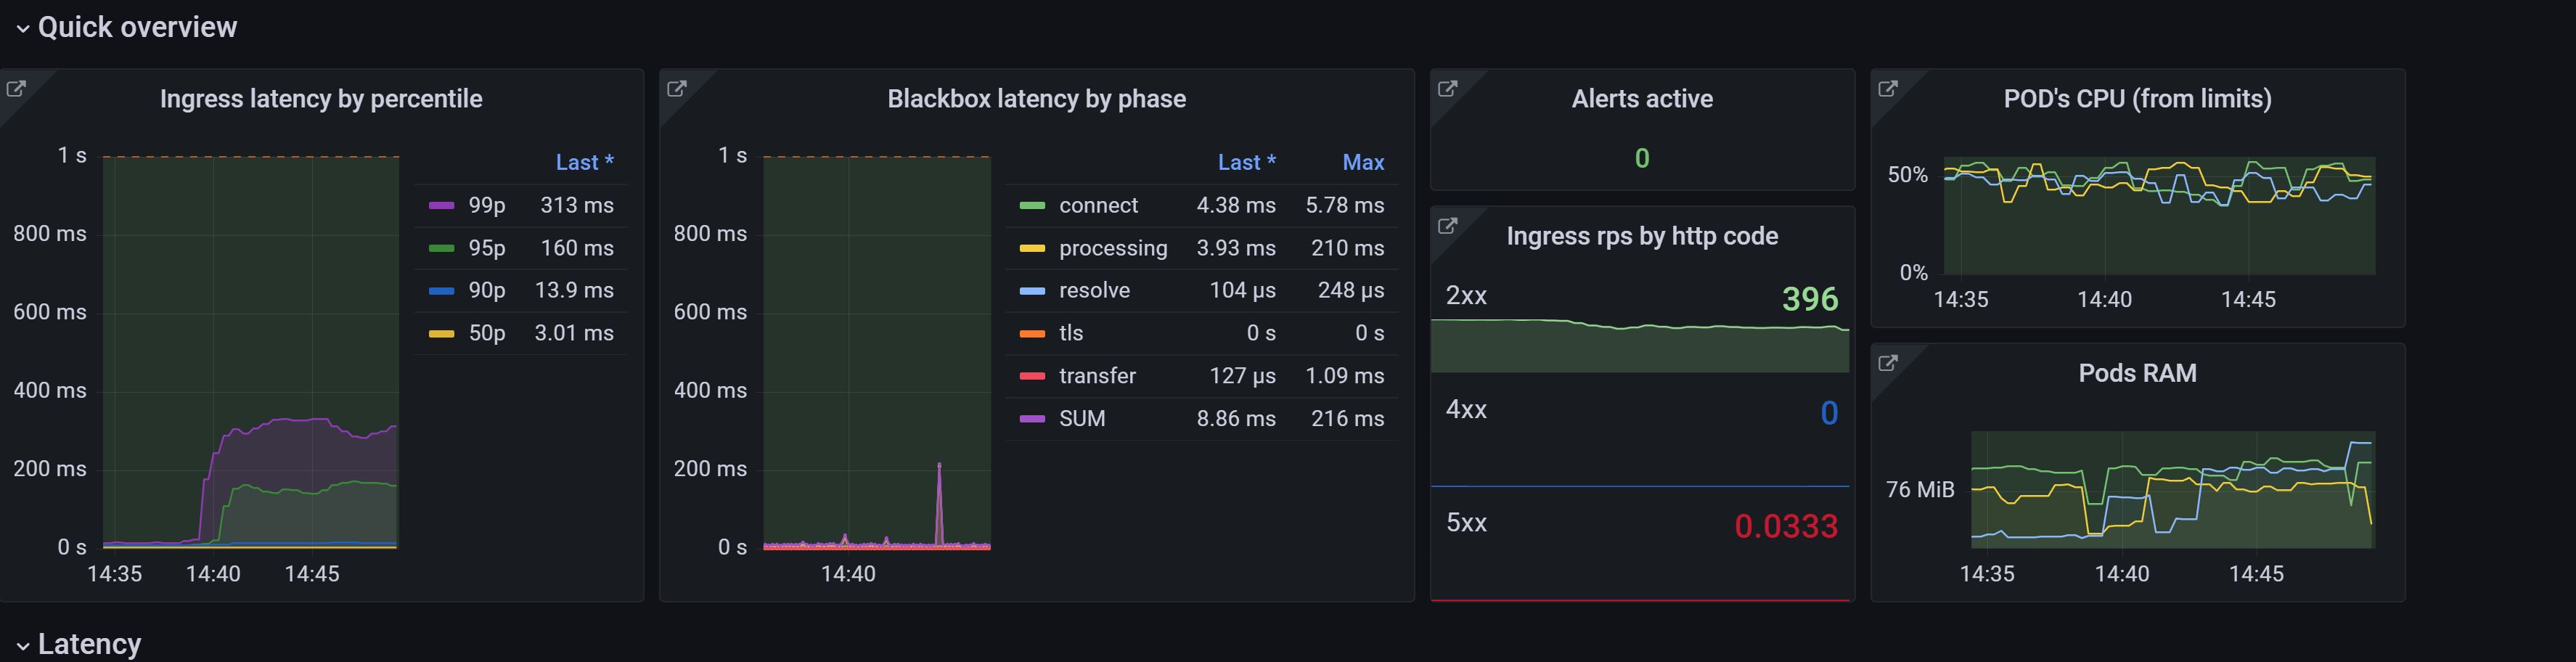 Quick overview
Ingress latency by percentile
1 s
800 ms
600 ms
400 ms
200 ms
0 s
14:35 14:40 14:45
Last *
99p 313 ms
95p 160 ms
90p 13.9 ms
50p 3.01 ms
Blackbox latency by phase
1 s
800 ms
600 ms
400 ms
200 ms
0 s
14:40
Last * Max
connect 4.38 ms 5.78 ms
processing 3.93 ms 210 ms
resolve 104 µs 248 µs
tls 0 s 0 s
transfer 127 µs 1.09 ms
SUM 8.86 ms 216 ms
Alerts active
0
Ingress rps by http code
2xx 396
4xx 0
5xx 0.0333
POD's CPU (from limits)
50%
0%
14:35 14:40 14:45
Pods RAM
76 MiB
14:35 14:40 14:45
Latency